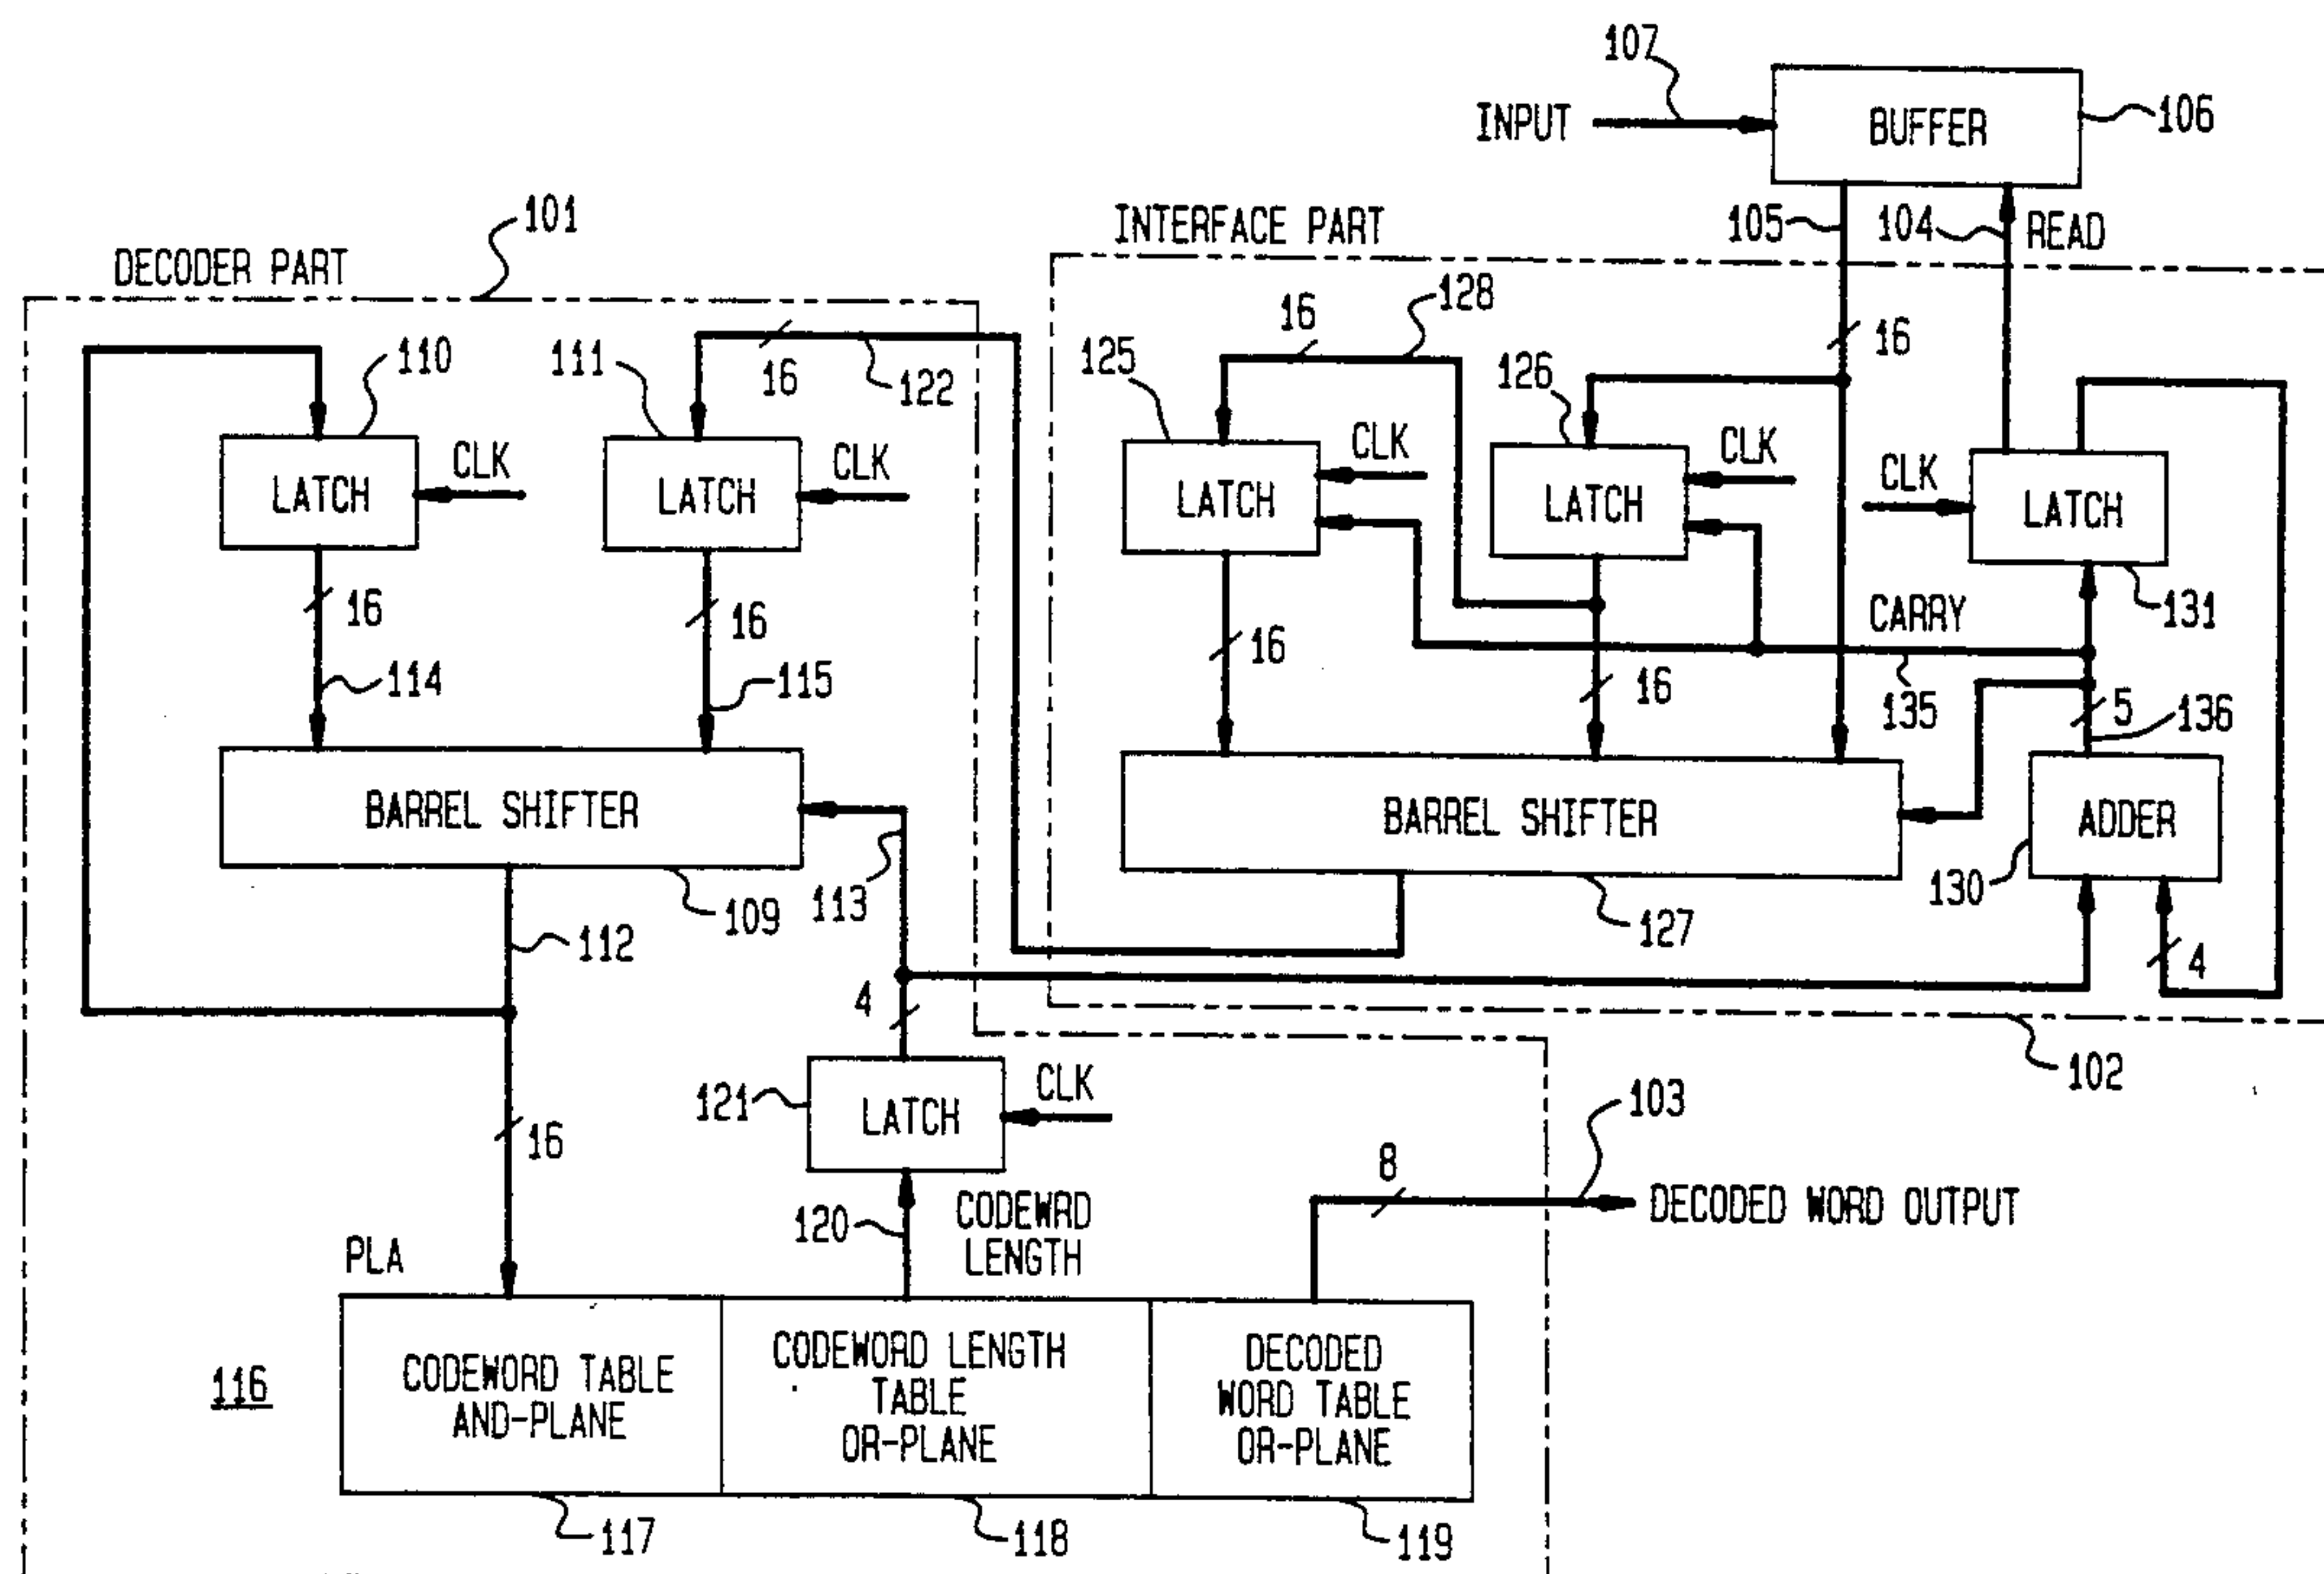 107
INPUT
BUFFER
106
101
INTERFACE PART
105
104
READ
DECODER PART
128
16
16
110
111
16
122
125
126
CLK
CLK
CLK
CLK
CLK
LATCH
LATCH
LATCH
LATCH
LATCH
16
16
CARRY
131
16
16
114
115
135
5
136
BARREL SHIFTER
BARREL SHIFTER
ADDER
113
109
112
127
130
4
4
121
LATCH
CLK
102
103
16
8
120
CODEWRD
LENGTH
DECODED WORD OUTPUT
PLA
116
CODEWORD TABLE
AND-PLANE
CODEWORD LENGTH
TABLE
OR-PLANE
DECODED
WORD TABLE
OR-PLANE
117
118
119